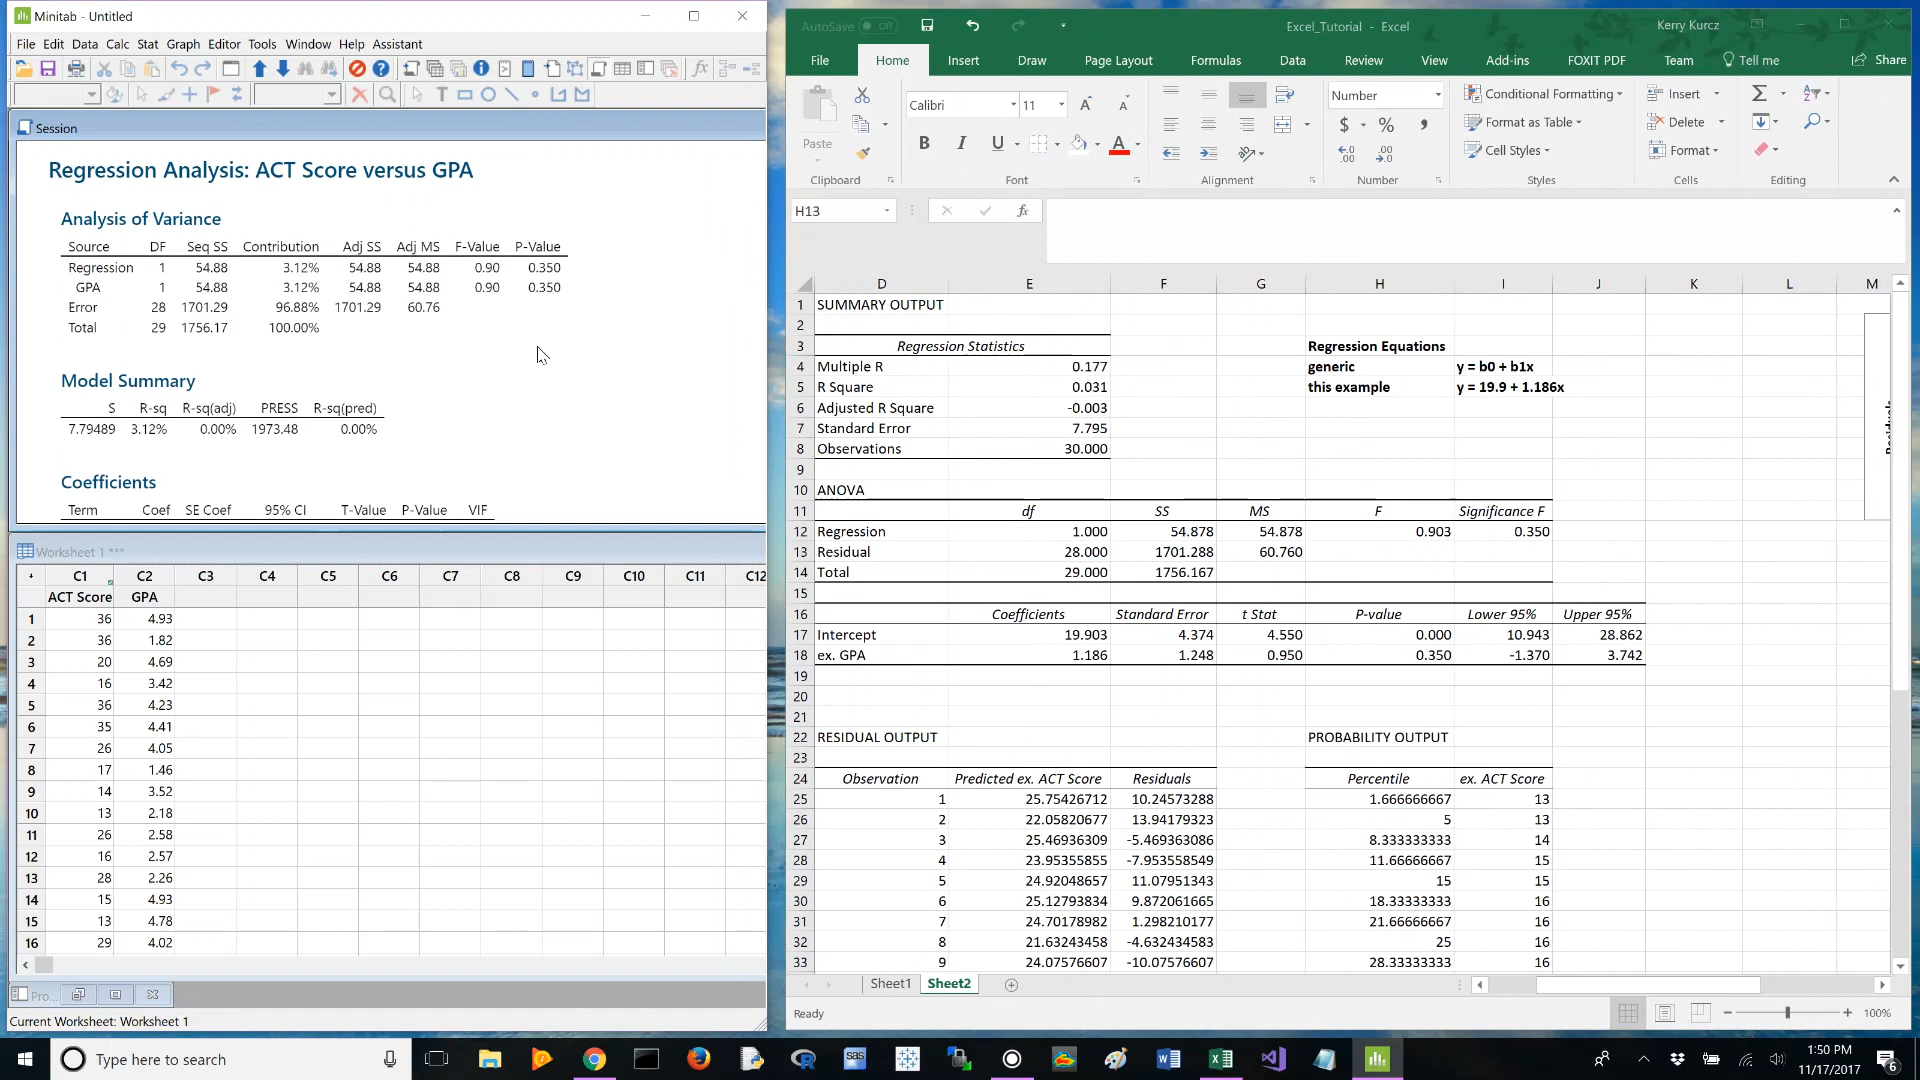 Minitab - Untitled
File Edit Data Calc Stat Graph Editor Tools Window Help Assistant
Session
Regression Analysis: ACT Score versus GPA
Analysis of Variance
Source DF Seq SS Contribution Adj SS Adj MS F-Value P-Value
Regression 1 54.88 3.12% 54.88 54.88 0.90 0.350
GPA 1 54.88 3.12% 54.88 54.88 0.90 0.350
Error 28 1701.29 96.88% 1701.29 60.76
Total 29 1756.17 100.00%
Model Summary
S R-sq R-sq(adj) PRESS R-sq(pred)
7.79489 3.12% 0.00% 1973.48 0.00%
Coefficients
Term Coef SE Coef 95% CI T-Value P-Value VIF
Worksheet 1 ***
C1 C2 C3 C4 C5 C6 C7 C8 C9 C10 C11 C12
ACT Score GPA
1 36 4.93
2 36 1.82
3 20 4.69
4 16 3.42
5 36 4.23
6 35 4.41
7 26 4.05
8 17 1.46
9 14 3.52
10 13 2.18
11 26 2.58
12 16 2.57
13 28 2.26
14 15 4.93
15 13 4.78
16 29 4.02
Pro...
Current Worksheet: Worksheet 1
AutoSave Off
Excel_Tutorial - Excel
Kerry Kurcz
File Home Insert Draw Page Layout Formulas Data Review View Add-ins FOXIT PDF Team Tell me Share
Paste
Calibri 11
B I U
Number
$ % ,
Conditional Formatting
Format as Table
Cell Styles
Insert
Delete
Format
Clipboard Font Alignment Number Styles Cells Editing
H13
fx
D E F G H I J K L M
1 SUMMARY OUTPUT
2
3 Regression Statistics Regression Equations
4 Multiple R 0.177 generic y = b0 + b1x
5 R Square 0.031 this example y = 19.9 + 1.186x
6 Adjusted R Square -0.003
7 Standard Error 7.795
8 Observations 30.000
9
10 ANOVA
11 df SS MS F Significance F
12 Regression 1.000 54.878 54.878 0.903 0.350
13 Residual 28.000 1701.288 60.760
14 Total 29.000 1756.167
15
16 Coefficients Standard Error t Stat P-value Lower 95% Upper 95%
17 Intercept 19.903 4.374 4.550 0.000 10.943 28.862
18 ex. GPA 1.186 1.248 0.950 0.350 -1.370 3.742
19
20
21
22 RESIDUAL OUTPUT PROBABILITY OUTPUT
23
24 Observation Predicted ex. ACT Score Residuals Percentile ex. ACT Score
25 1 25.75426712 10.24573288 1.666666667 13
26 2 22.05820677 13.94179323 5 13
27 3 25.46936309 -5.469363086 8.333333333 14
28 4 23.95355855 -7.953558549 11.66666667 15
29 5 24.92048657 11.07951343 15 15
30 6 25.12793834 9.872061665 18.33333333 16
31 7 24.70178982 1.298210177 21.66666667 16
32 8 21.63243458 -4.632434583 25 16
33 9 24.07576607 -10.07576607 28.33333333 16
Sheet1 Sheet2
Ready
100%
Type here to search
1:50 PM
11/17/2017
6